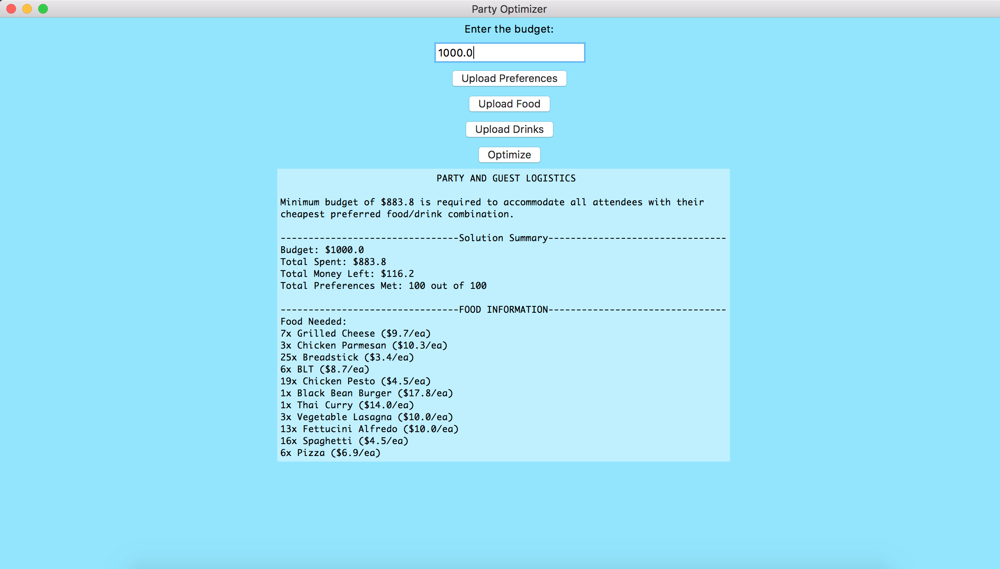 Party Optimizer
Enter the budget:
1000.0
Upload Preferences
Upload Food
Upload Drinks
Optimize
PARTY AND GUEST LOGISTICS
Minimum budget of $883.8 is required to accommodate all attendees with their
cheapest preferred food/drink combination.
--------------------------------Solution Summary--------------------------------
Budget: $1000.0
Total Spent: $883.8
Total Money Left: $116.2
Total Preferences Met: 100 out of 100
--------------------------------FOOD INFORMATION--------------------------------
Food Needed:
7x Grilled Cheese ($9.7/ea)
3x Chicken Parmesan ($10.3/ea)
25x Breadstick ($3.4/ea)
6x BLT ($8.7/ea)
19x Chicken Pesto ($4.5/ea)
1x Black Bean Burger ($17.8/ea)
1x Thai Curry ($14.0/ea)
3x Vegetable Lasagna ($10.0/ea)
13x Fettucini Alfredo ($10.0/ea)
16x Spaghetti ($4.5/ea)
6x Pizza ($6.9/ea)